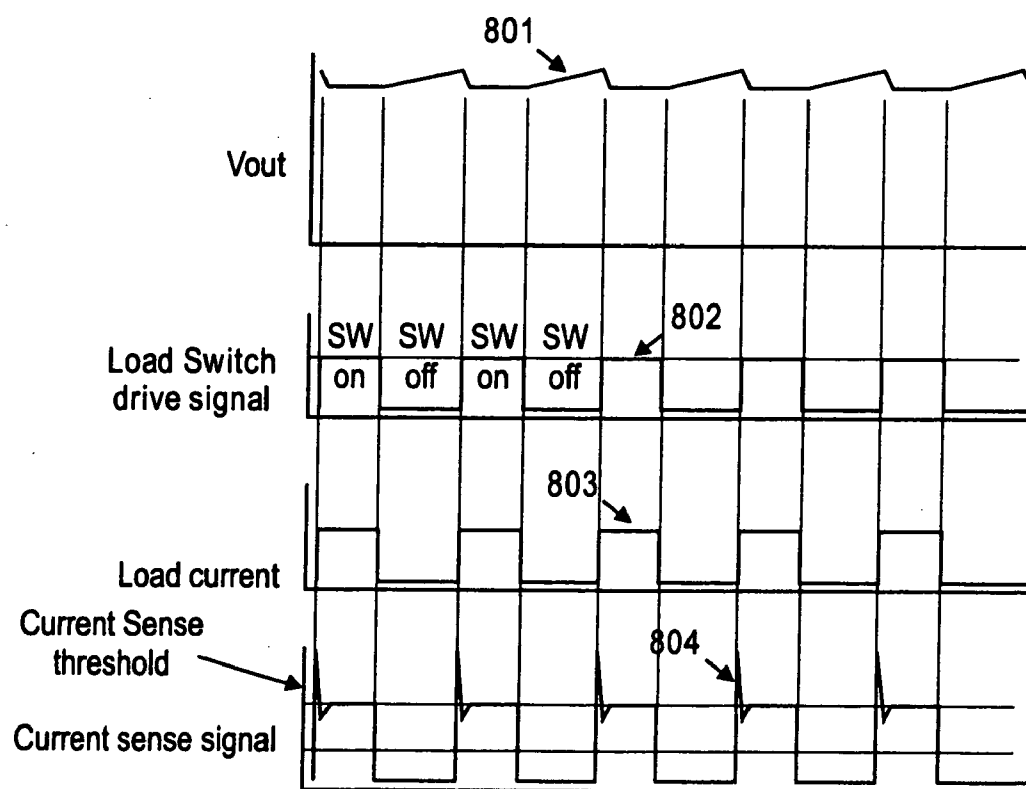 801
Vout
802
SW SW SW SW
on off on off
Load Switch
drive signal
803
Load current
Current Sense
threshold
804
Current sense signal